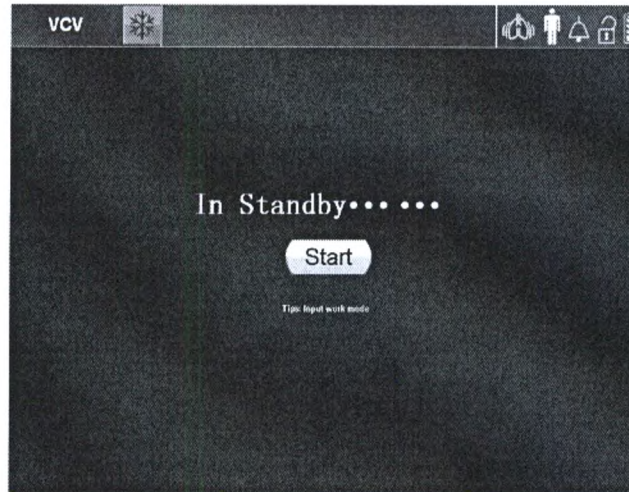 VCV
In Standby••• •••
Start
Tips: Input work mode